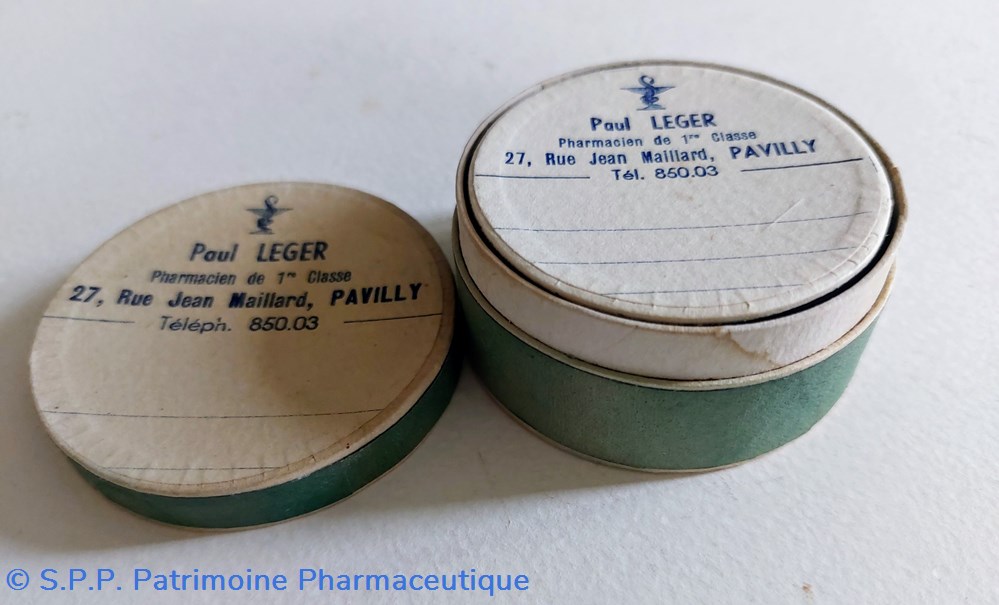 Paul LEGER
Pharmacien de 1re Classe
27, Rue Jean Maillard, PAVILLY
Téléph. 850.03
Paul LEGER
Pharmacien de 1re Classe
27, Rue Jean Maillard, PAVILLY
Tél. 850.03
© S.P.P. Patrimoine Pharmaceutique